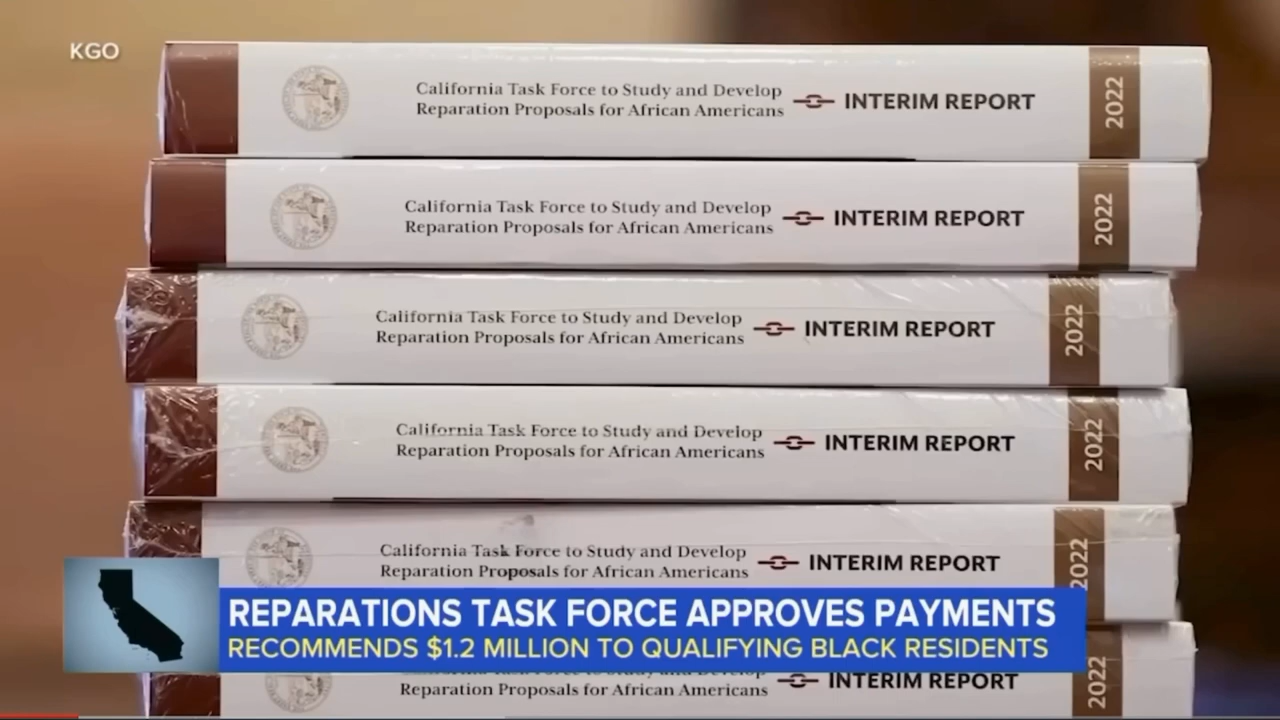 KGO
California Task Force to Study and Develop
Reparation Proposals for African Americans
INTERIM REPORT
2022
California Task Force to Study and Develop
Reparation Proposals for African Americans
INTERIM REPORT
2022
California Task Force to Study and Develop
Reparation Proposals for African Americans
INTERIM REPORT
2022
California Task Force to Study and Develop
Reparation Proposals for African Americans
INTERIM REPORT
2022
California Task Force to Study and Develop
Reparation Proposals for African Americans
INTERIM REPORT
2022
REPARATIONS TASK FORCE APPROVES PAYMENTS
RECOMMENDS $1.2 MILLION TO QUALIFYING BLACK RESIDENTS
Reparation Proposals for African Americans
INTERIM REPORT
2022